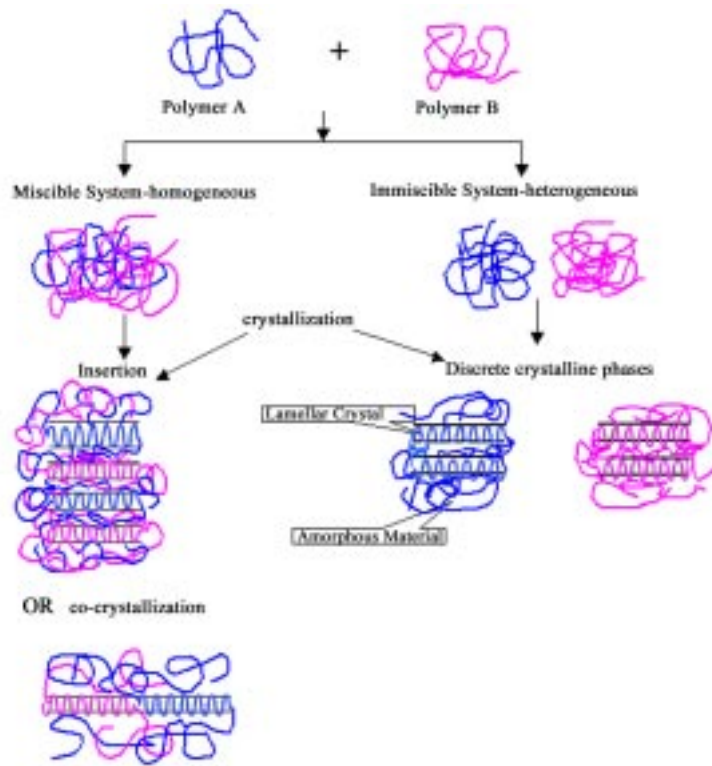 +
Polymer A
Polymer B
Miscible System-homogeneous
Immiscible System-heterogeneous
crystallization
Insertion
Discrete crystalline phases
Lamellar Crystal
Amorphous Material
OR co-crystallization